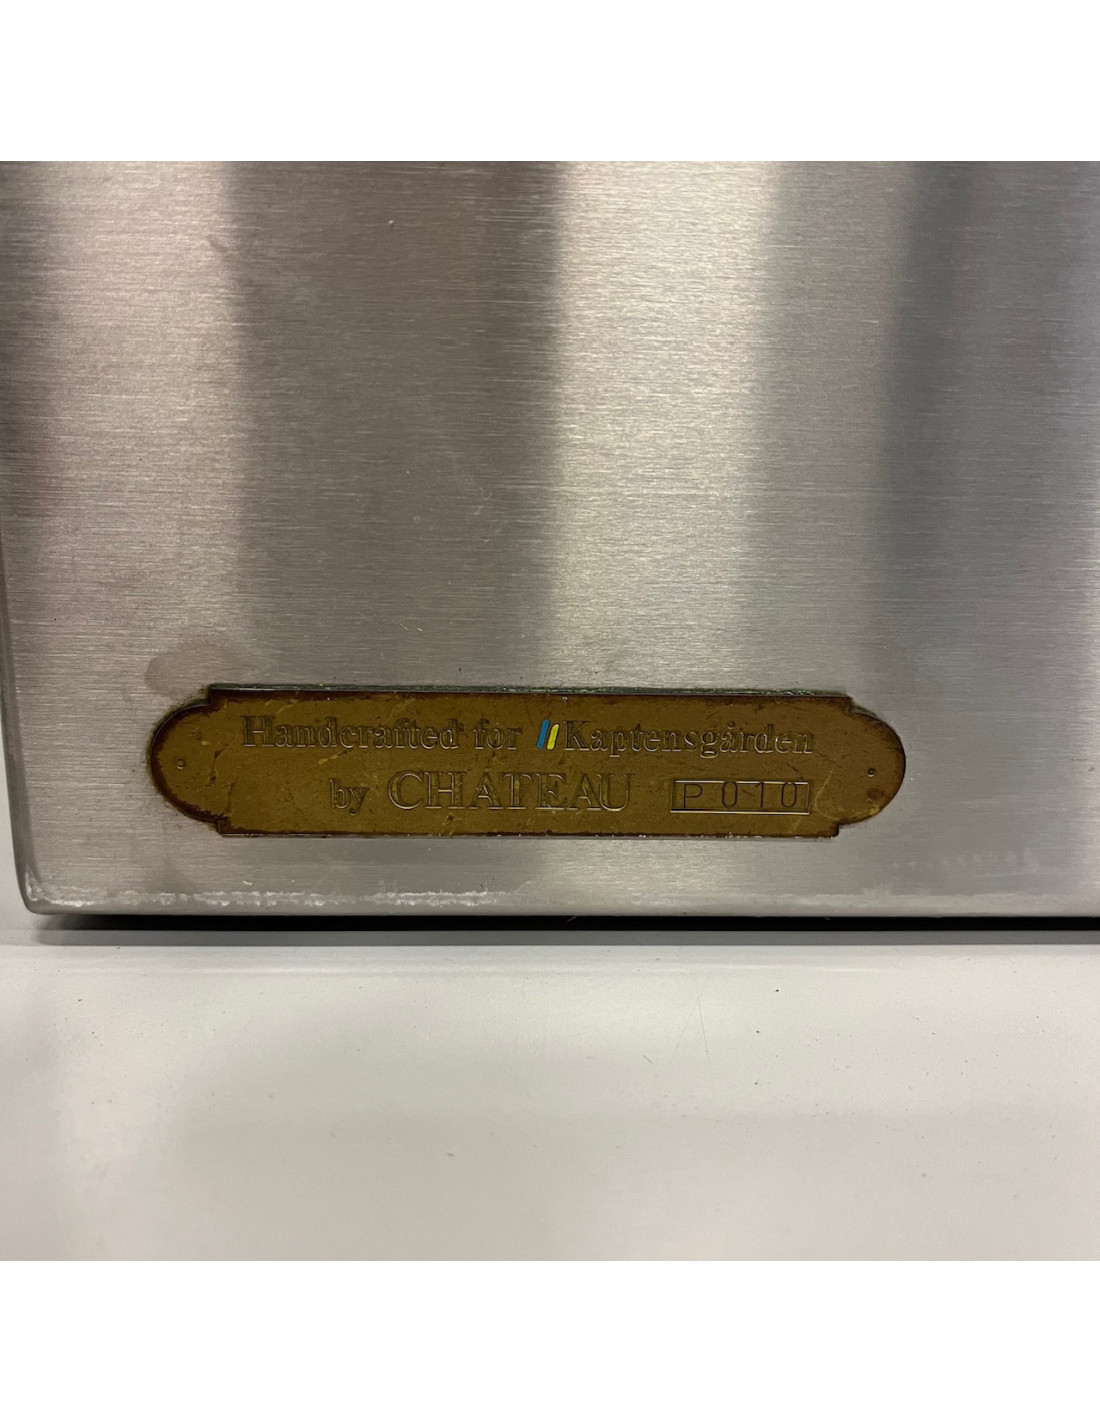 Handcrafted for Kaptensgården
by CHATEAU P010